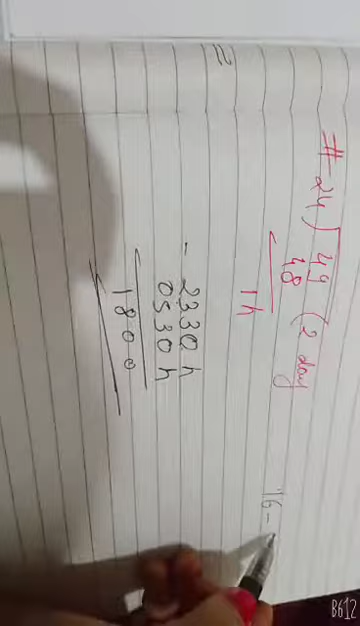 # 24) 49 (2 day
48
1h
16-
=
- 2330 h
0530 h
1800
B612